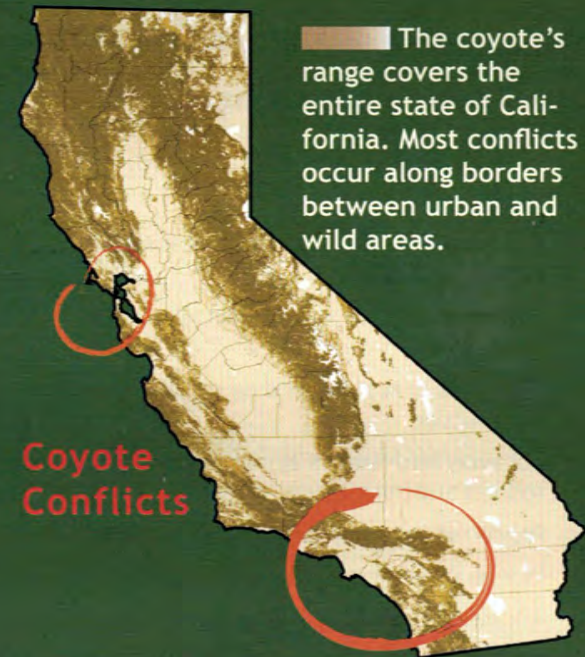 The coyote's
range covers the
entire state of Cali-
fornia. Most conflicts
occur along borders
between urban and
wild areas.
Coyote
Conflicts